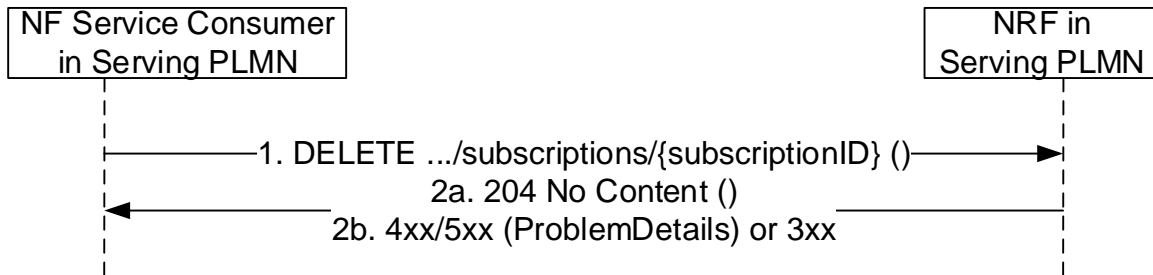 NF Service Consumer
in Serving PLMN
NRF in
Serving PLMN
1. DELETE .../subscriptions/{subscriptionID} ()
2a. 204 No Content ()
2b. 4xx/5xx (ProblemDetails) or 3xx